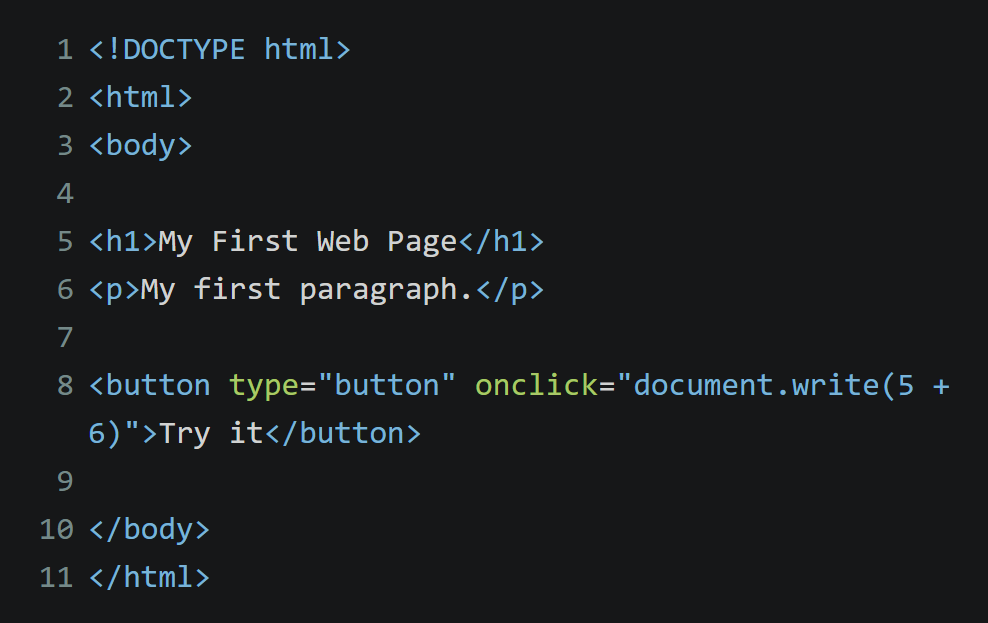 1 <!DOCTYPE html>
2 <html>
3 <body>
4
5 <h1>My First Web Page</h1>
6 <p>My first paragraph.</p>
7
8 <button type="button" onclick="document.write(5 +
6)">Try it</button>
9
10 </body>
11 </html>